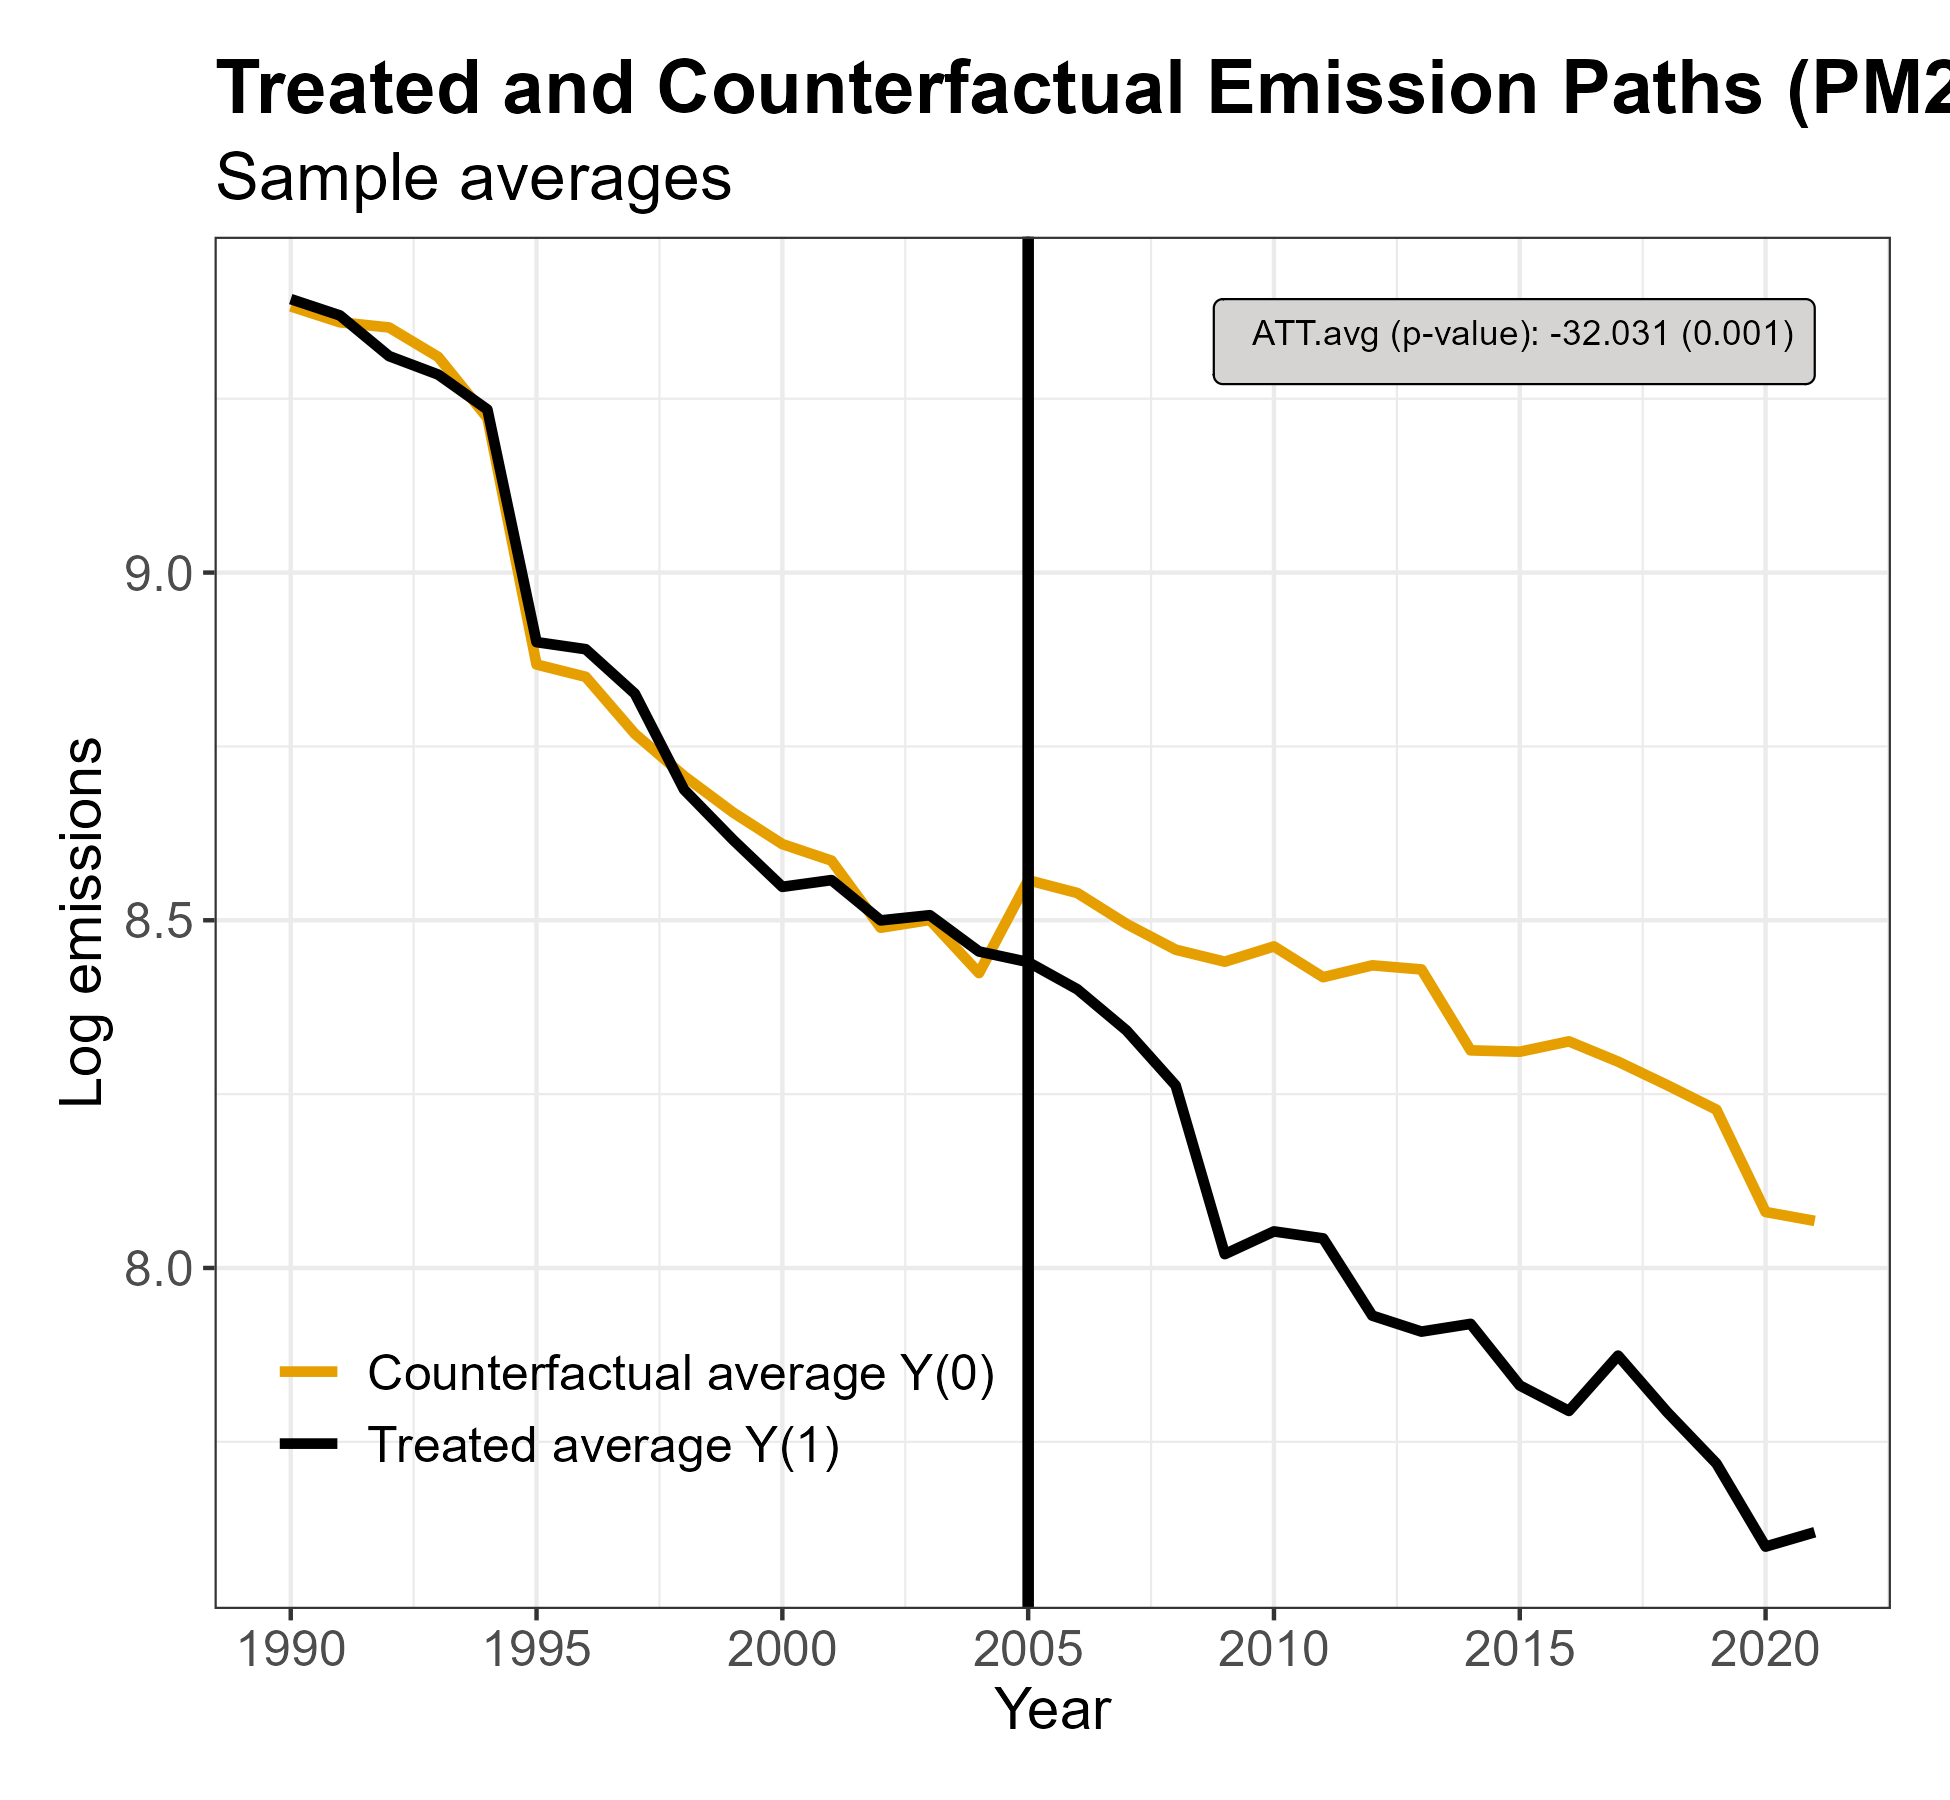 Treated and Counterfactual Emission Paths (PM2
Sample averages
ATT.avg (p-value): -32.031 (0.001)
9.0
8.5
8.0
Log emissions
Counterfactual average Y(0)
Treated average Y(1)
1990 1995 2000 2005 2010 2015 2020
Year